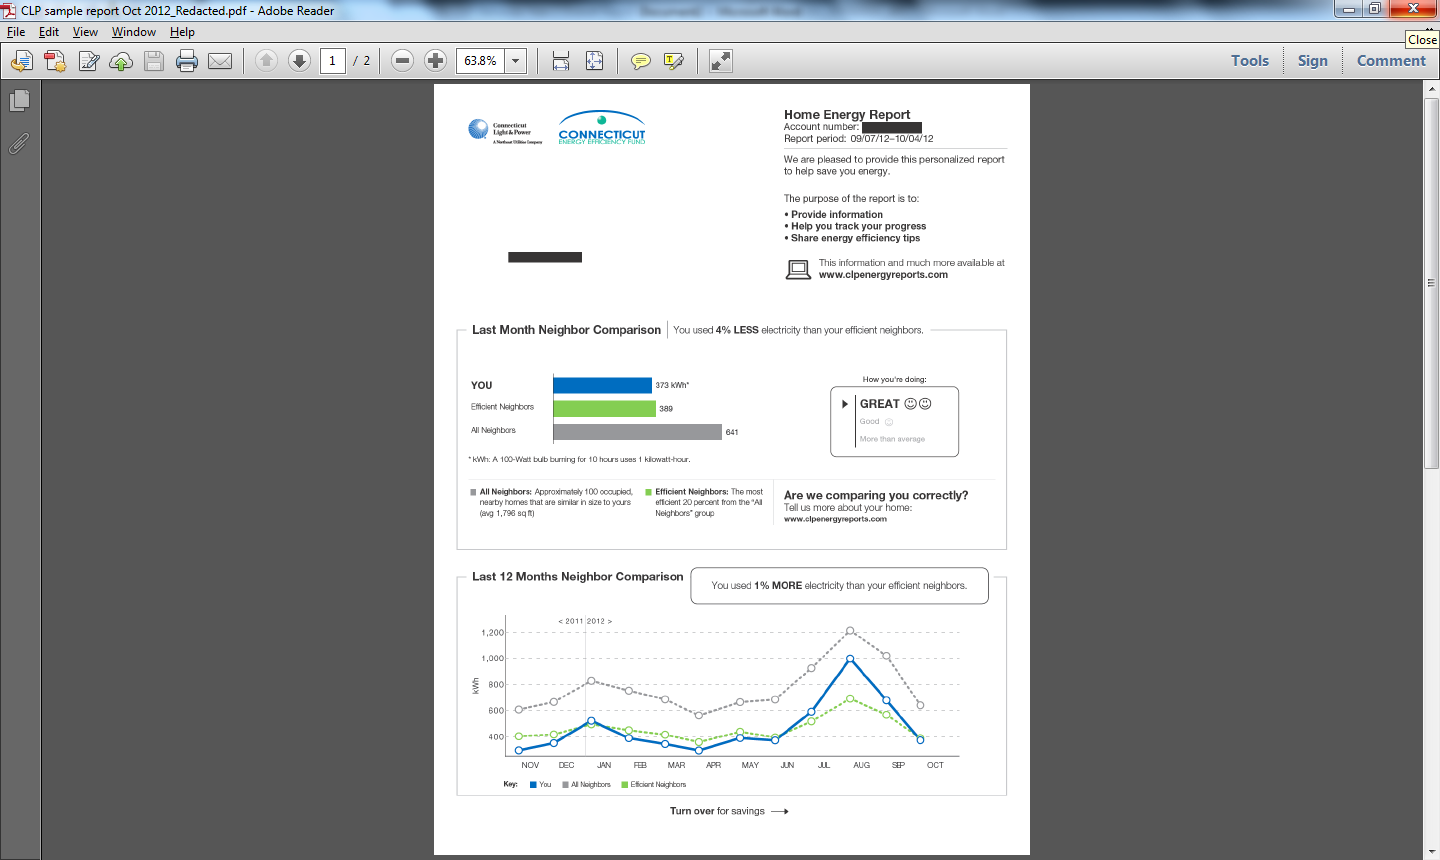 CLP sample report Oct 2012_Redacted.pdf - Adobe Reader
File Edit View Window Help
Close
1 / 2 63.8% Tools Sign Comment
Connecticut
Light & Power
A Northeast Utilities Company
CONNECTICUT
ENERGY EFFICIENCY FUND
Home Energy Report
Account number:
Report period: 09/07/12–10/04/12
We are pleased to provide this personalized report
to help save you energy.
The purpose of the report is to:
• Provide information
• Help you track your progress
• Share energy efficiency tips
This information and much more available at
www.clpenergyreports.com
Last Month Neighbor Comparison You used 4% LESS electricity than your efficient neighbors.
YOU 373 kWh*
Efficient Neighbors 389
All Neighbors 641
* kWh: A 100-Watt bulb burning for 10 hours uses 1 kilowatt-hour.
How you're doing:
GREAT
Good
More than average
All Neighbors: Approximately 100 occupied,
nearby homes that are similar in size to yours
(avg 1,796 sq ft)
Efficient Neighbors: The most
efficient 20 percent from the "All
Neighbors" group
Are we comparing you correctly?
Tell us more about your home:
www.clpenergyreports.com
Last 12 Months Neighbor Comparison You used 1% MORE electricity than your efficient neighbors.
< 2011 2012 >
1,200
1,000
800
600
400
kWh
NOV DEC JAN FEB MAR APR MAY JUN JUL AUG SEP OCT
Key: You All Neighbors Efficient Neighbors
Turn over for savings